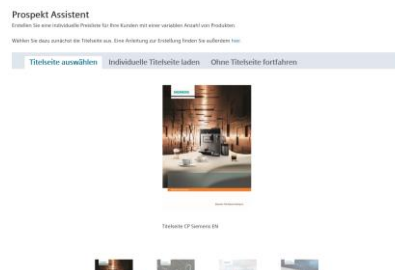 Prospekt Assistent
Erstellen Sie eine individuelle Preisliste für Ihre Kunden mit einer variablen Anzahl von Produkten.
Wählen Sie dazu zunächst die Titelseite aus. Eine Anleitung zur Erstellung finden Sie außerdem hier.
Titelseite auswählen Individuelle Titelseite laden Ohne Titelseite fortfahren
SIEMENS
Titelseite CP Siemens EN